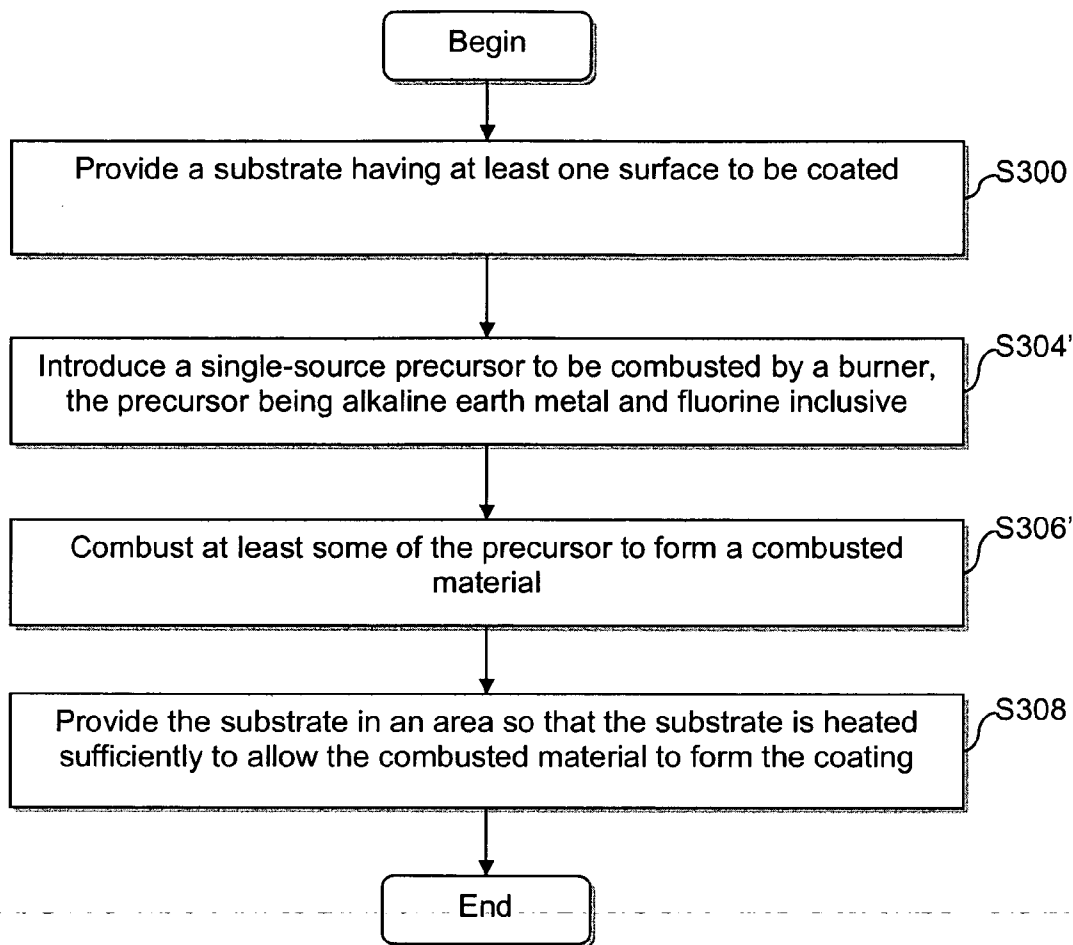 Begin
Provide a substrate having at least one surface to be coated
S300
Introduce a single-source precursor to be combusted by a burner,
the precursor being alkaline earth metal and fluorine inclusive
S304'
Combust at least some of the precursor to form a combusted
material
S306'
Provide the substrate in an area so that the substrate is heated
sufficiently to allow the combusted material to form the coating
S308
End